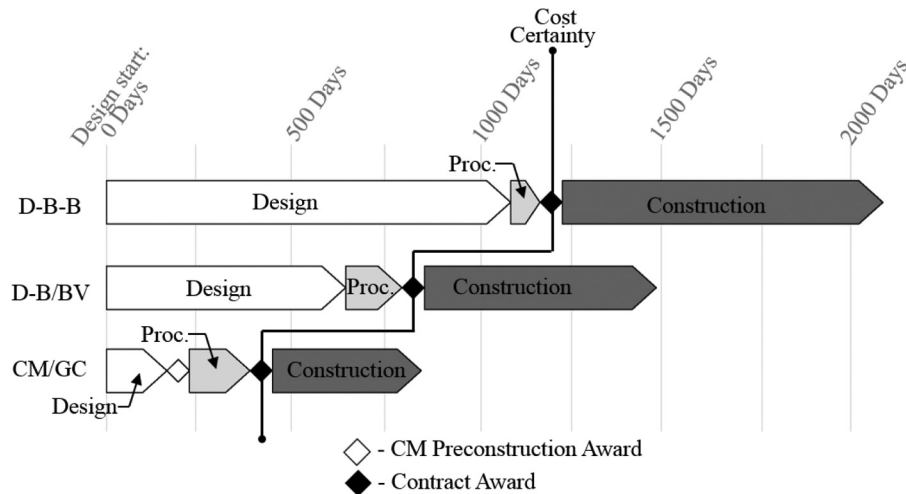 Cost
Certainty
Design start:
0 Days
500 Days
1000 Days
1500 Days
2000 Days
Proc.
D-B-B
Design
Construction
D-B/BV
Design
Proc.
Construction
Proc.
CM/GC
Construction
Design
- CM Preconstruction Award
- Contract Award